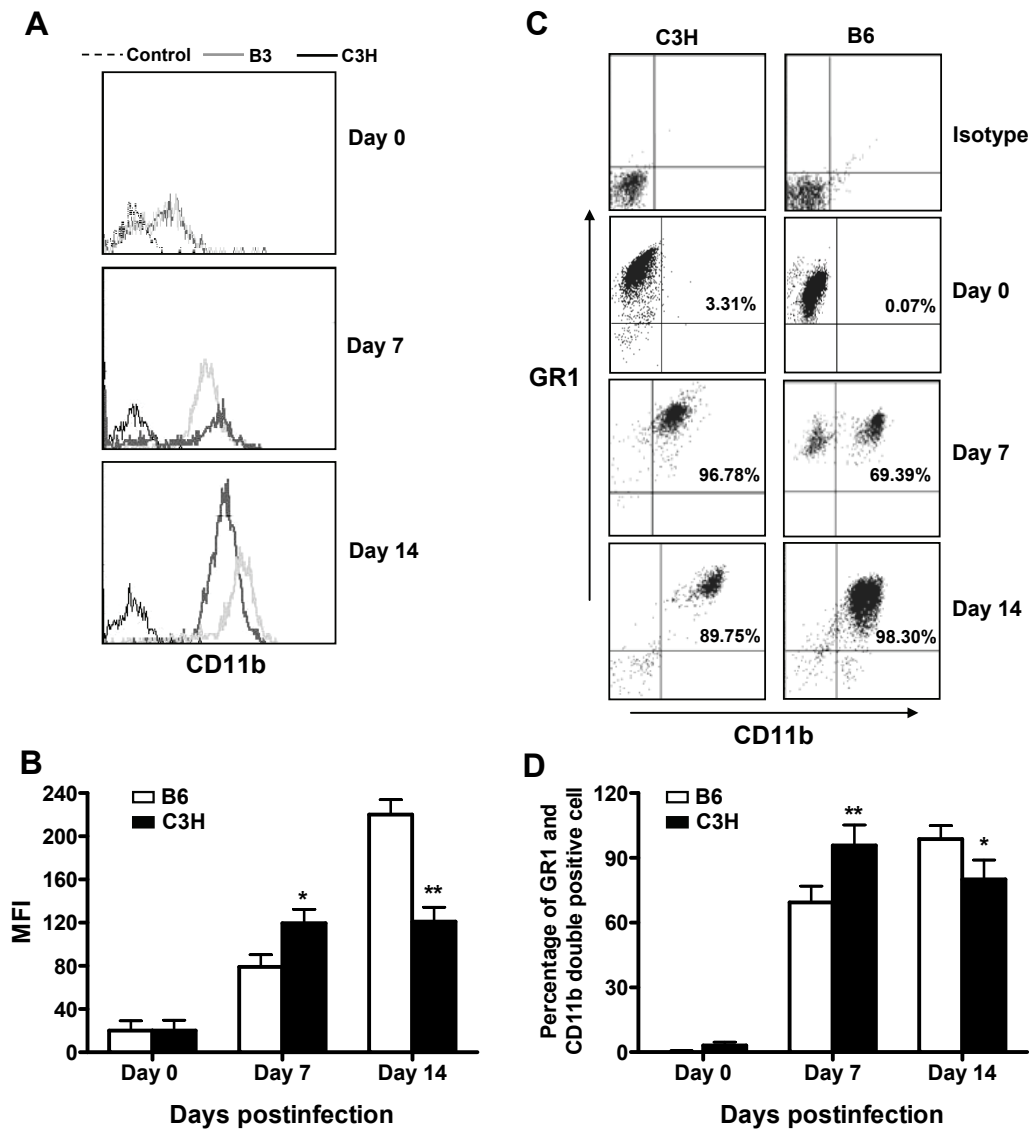 A
Control B3 C3H
Day 0
Day 7
Day 14
CD11b
B
B6
C3H
MFI
240
200
160
120
80
40
0
*
**
Day 0 Day 7 Day 14
Days postinfection
C
C3H B6
Isotype
GR1
3.31% 0.07% Day 0
96.78% 69.39% Day 7
89.75% 98.30% Day 14
CD11b
D
B6
C3H
Percentage of GR1 and
CD11b double positive cell
120
90
60
30
0
**
*
Day 0 Day 7 Day 14
Days postinfection